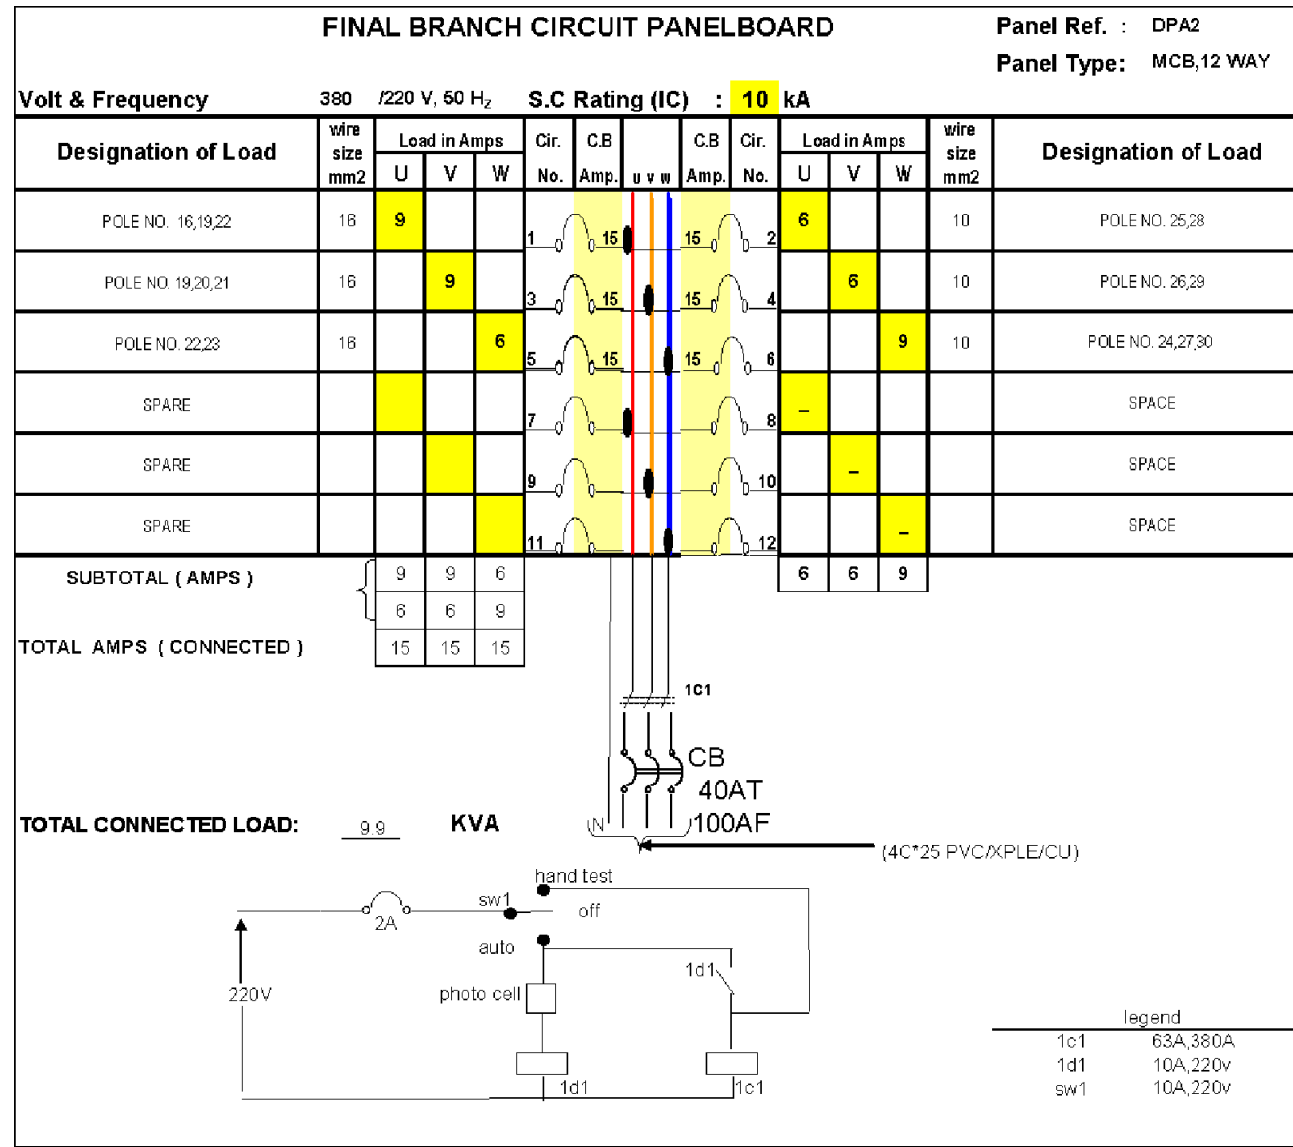 FINAL BRANCH CIRCUIT PANELBOARD Panel Ref. : DPA2
Panel Type: MCB,12 WAY
Volt & Frequency 380 /220 V, 50 Hz S.C Rating (IC) : 10 kA
Designation of Load wire size mm2 Load in Amps U V W Cir. No. C.B Amp. U V W C.B Amp. Cir. No. Load in Amps U V W wire size mm2 Designation of Load
POLE NO. 16,19,22 16 9 1 15 15 2 6 10 POLE NO. 25,28
POLE NO. 19,20,21 16 9 3 15 15 4 6 10 POLE NO. 26,29
POLE NO. 22,23 16 6 5 15 15 6 9 10 POLE NO. 24,27,30
SPARE 7 8 – SPACE
SPARE 9 10 – SPACE
SPARE 11 12 – SPACE
SUBTOTAL ( AMPS ) 9 9 6 6 6 9
6 6 9
TOTAL AMPS ( CONNECTED ) 15 15 15
1C1
CB
40AT
TOTAL CONNECTED LOAD: 9.9 KVA N 100AF
(4C*25 PVC/XPLE/CU)
hand test
sw1 off
2A
auto
1d1
220V photo cell
1d1 1c1
legend
1c1 63A,380A
1d1 10A,220v
sw1 10A,220v